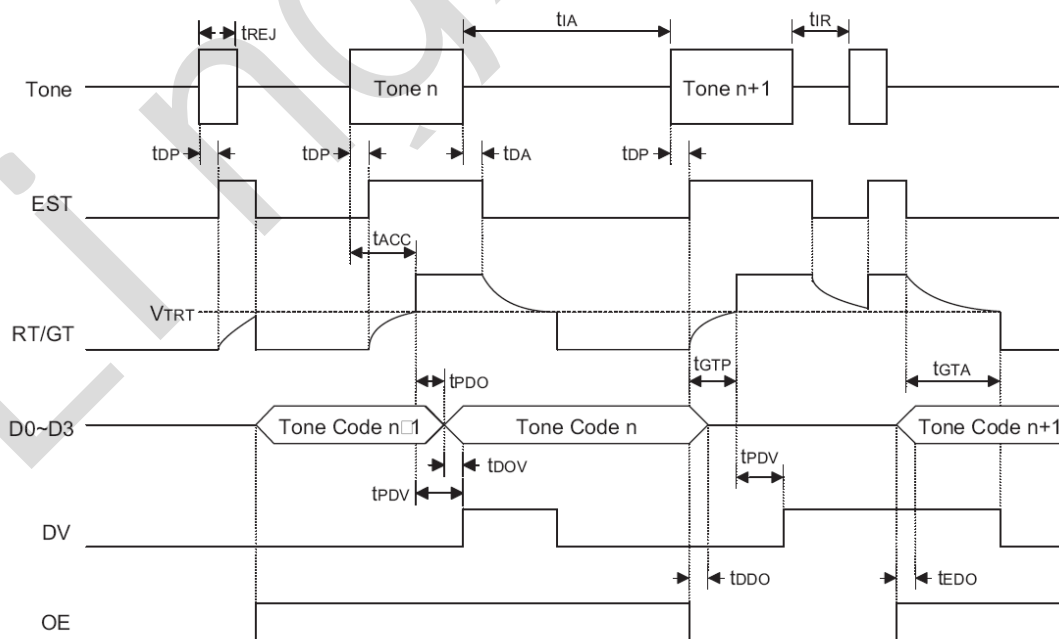 tREJ
tIA
tIR
Tone
Tone n
Tone n+1
tDP
tDP
tDA
tDP
EST
tACC
VTRT
RT/GT
tGTP
tGTA
tPDO
D0~D3
Tone Code n□1
Tone Code n
Tone Code n+1
tDOV
tPDV
tPDV
DV
tDDO
tEDO
OE